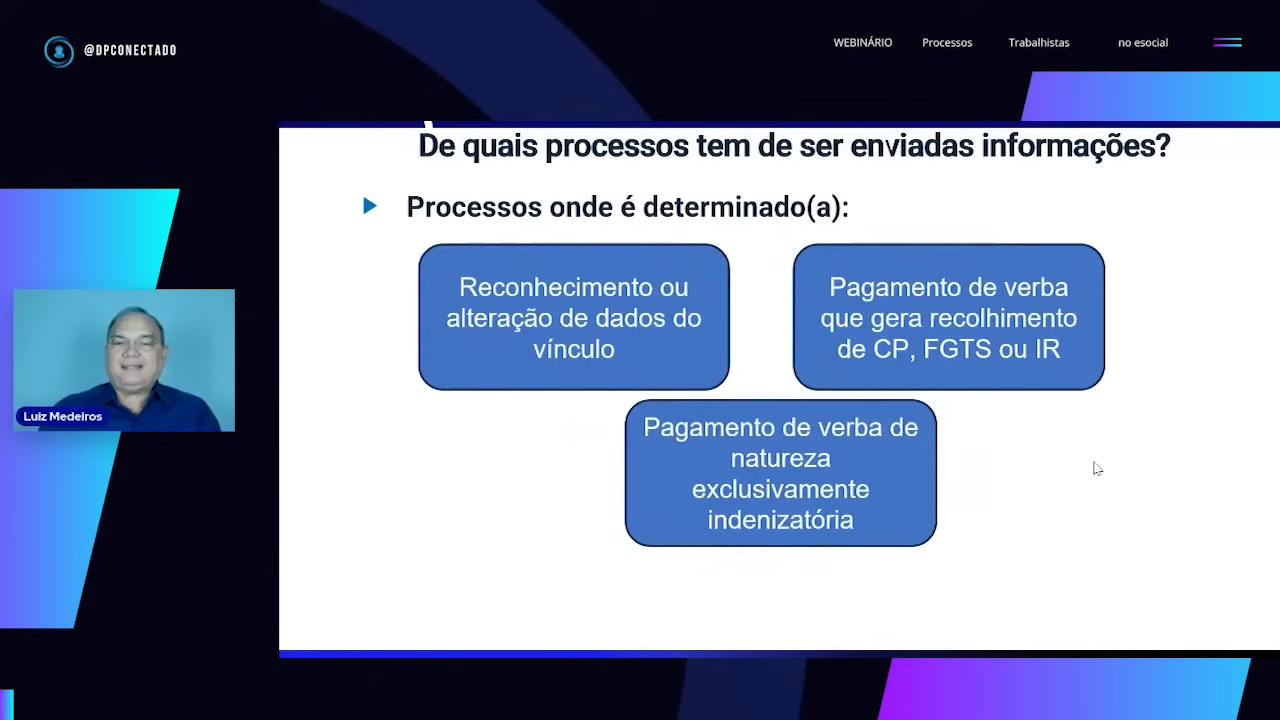 @DPCONECTADO
WEBINÁRIO Processos Trabalhistas no esocial
De quais processos tem de ser enviadas informações?
Processos onde é determinado(a):
Reconhecimento ou
alteração de dados do
vínculo
Pagamento de verba
que gera recolhimento
de CP, FGTS ou IR
Pagamento de verba de
natureza
exclusivamente
indenizatória
Luiz Medeiros